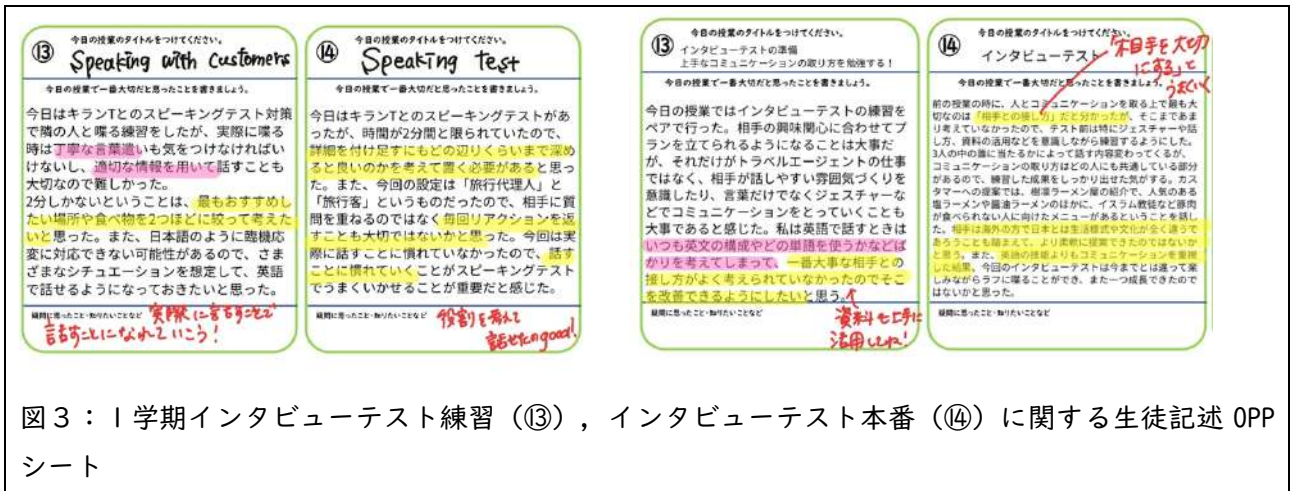 ⑬
今日の授業のタイトルをつけてください。
Speaking with Customers
今日の授業で一番大切だと思ったことを書きましょう。
今日はキランTとのスピーキングテスト対策
で隣の人と喋る練習をしたが、実際に喋る
時は丁寧な言葉遣いも気をつけなければい
けないし、適切な情報を用いて話すことも
大切なので難しかった。
2分しかないということは、最もおすすめし
たい場所や食べ物を2つほどに絞って考えた
いと思った。また、日本語のように臨機応
変に対応できない可能性があるので、さま
ざまなシチュエーションを想定して、英語
で話せるようになっておきたいと思った。
疑問に思ったこと・知りたいことなど
実際に言葉にして
話すことになれていこう！
⑭
今日の授業のタイトルをつけてください。
Speaking test
今日の授業で一番大切だと思ったことを書きましょう。
今日はキランTとのスピーキングテストがあ
ったが、時間が2分間と限られていたので、
詳細を付け足すにもどの辺りくらいまで深め
ると良いのかを考えて置く必要があると思っ
た。また、今回の設定は「旅行代理人」と
「旅行客」というものだったので、相手に質
問を重ねるのではなく毎回リアクションを返
すことも大切ではないかと思った。今回は実
際に話すことに慣れていなかったので、話す
ことに慣れていくことがスピーキングテスト
でうまくいかせることが重要だと感じた。
疑問に思ったこと・知りたいことなど
役割を考えて
話せたのgood!
⑬
今日の授業のタイトルをつけてください。
インタビューテストの準備
上手なコミュニケーションの取り方を勉強する！
今日の授業で一番大切だと思ったことを書きましょう。
今日の授業ではインタビューテストの練習を
ペアで行った。相手の興味関心に合わせてプ
ランを立てられるようになることは大事だ
が、それだけがトラベルエージェントの仕事
ではなく、相手が話しやすい雰囲気づくりを
意識したり、言葉だけでなくジェスチャーな
どでコミュニケーションをとっていくことも
大事であると感じた。私は英語で話すときは
いつも英文の構成やどの単語を使うかなどば
かりを考えてしまって、一番大事な相手との
接し方がよく考えられていなかったのでそこ
を改善できるようにしたいと思う。
疑問に思ったこと・知りたいことなど
資料も上手に
活用してね！
⑭
今日の授業のタイトルをつけてください。
インタビューテスト
「相手を大切
にする」と
今日の授業で一番大切だと思ったことを書きましょう。
前の授業の時に、人とコミュニケーションを取る上で最も大
切なのは「相手との接し方」だと分かったが、そこまであま
り考えていなかったので、テスト前は特にジェスチャーや話
し方、資料の活用などを意識しながら練習するようにした。
3人の中の誰に当たるかによって話す内容変わってくるが、
コミュニケーションの取り方はどの人にも共通している部分
があるので、練習した成果をしっかり出せた気がする。カス
タマーへの提案では、樹凜ラーメン屋の紹介で、人気のある
塩ラーメンや醤油ラーメンのほかに、イスラム教徒など豚肉
が食べられない人に向けたメニューがあるということを話し
た。相手は海外の方で日本とは生活様式や文化が全く違うで
あろうことも踏まえて、より柔軟に提案できたのではないか
と思う。また、英語の技能よりもコミュニケーションを重視
した結果、今回のインタビューテストは今までとは違って楽
しみながらラフに喋ることができ、また一つ成長できたので
はないかと思った。
疑問に思ったこと・知りたいことなど
図３：１学期インタビューテスト練習（⑬），インタビューテスト本番（⑭）に関する生徒記述 OPP
シート